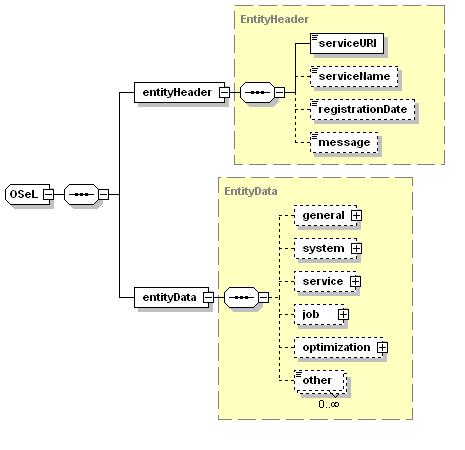 EntityHeader
serviceURI
serviceName
entityHeader
registrationDate
message
OSeL
EntityData
general
system
service
entityData
job
optimization
other
0..∞